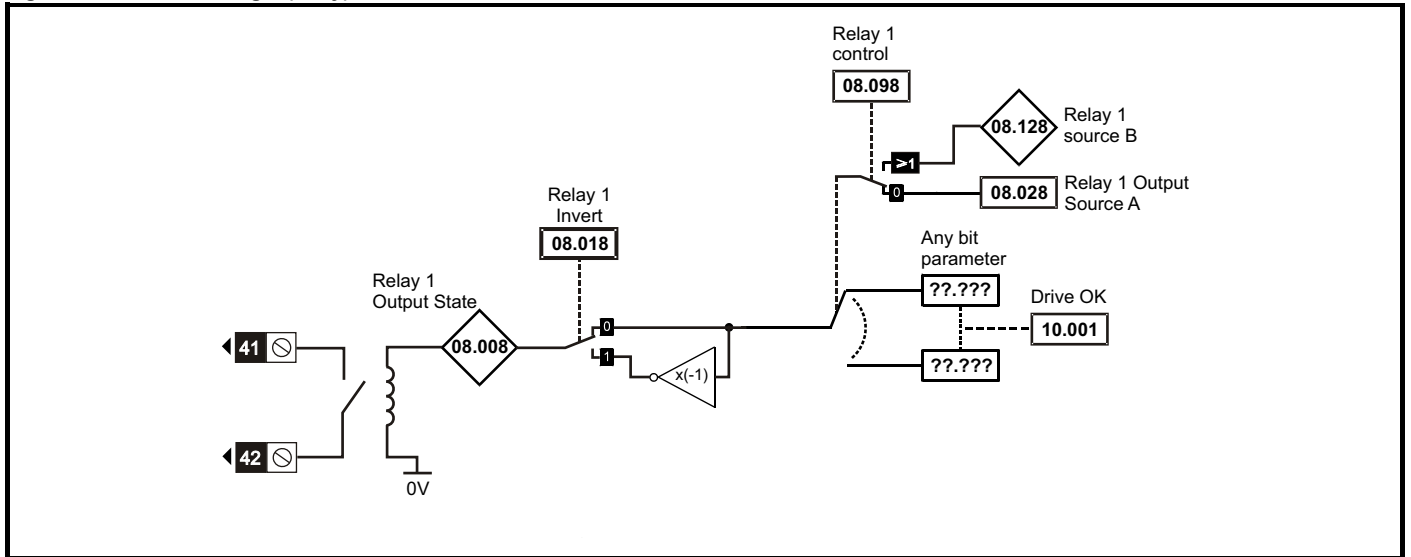 Relay 1
control
08.098
08.128
Relay 1
source B
>1
0
08.028
Relay 1 Output
Source A
Relay 1
Invert
08.018
Any bit
parameter
??.???
Drive OK
10.001
??.???
Relay 1
Output State
08.008
0
1
x(-1)
41
42
0V